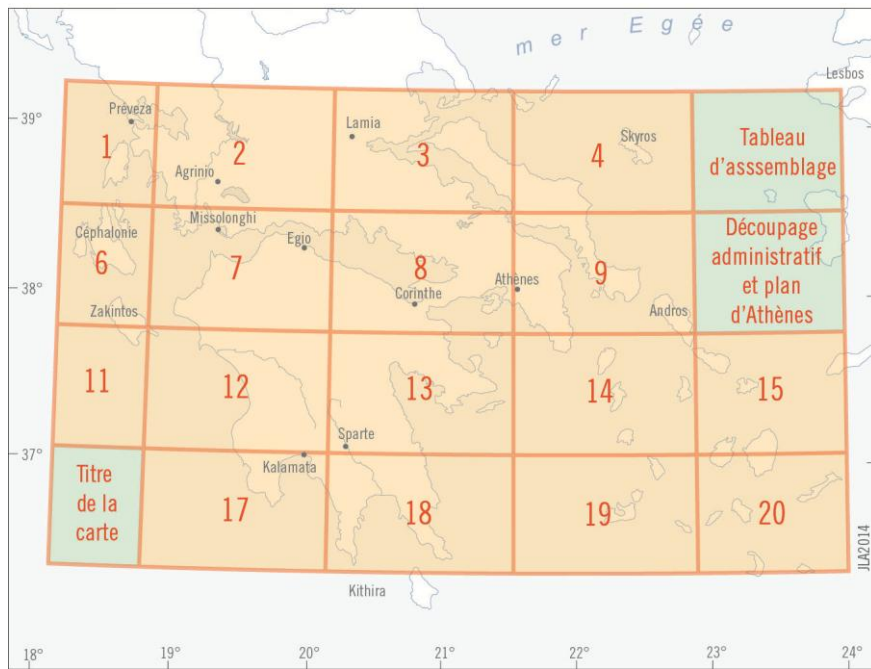 mer Egée
Lesbos
39°
Préveza
Lamia
Skyros
Tableau
d'asssemblage
1
2
3
4
Agrinio
Missolonghi
Céphalonie
Egio
Découpage
administratif
et plan
d'Athènes
6
7
8
9
38°
Athènes
Corinthe
Zakintos
Andros
11
12
13
14
15
Sparte
37°
Kalamata
Titre
de la
carte
17
18
19
20
JLA2014
Kithira
18°
19°
20°
21°
22°
23°
24°